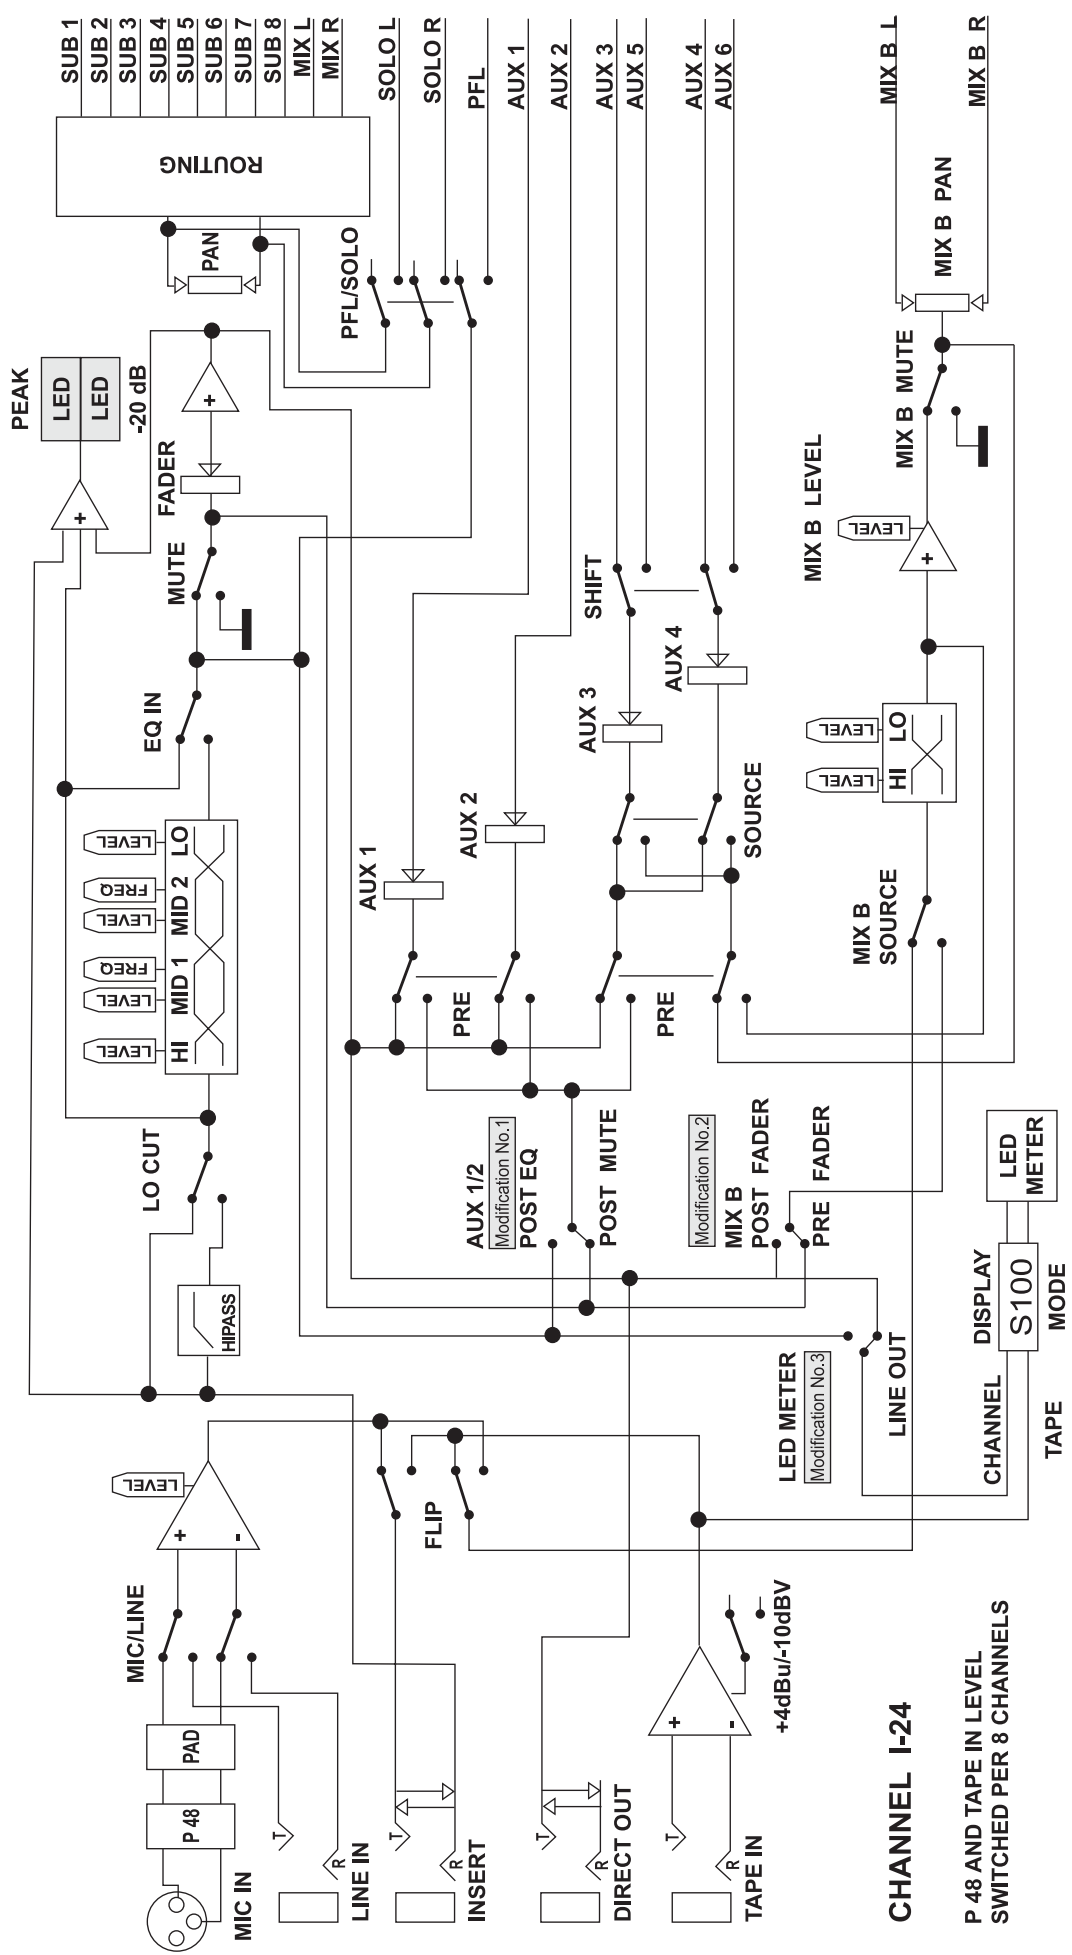 SUB 1
SUB 2
SUB 3
SUB 4
SUB 5
SUB 6
SUB 7
SUB 8
MIX L
MIX R
SOLO L
SOLO R
PFL
AUX 1
AUX 2
AUX 3
AUX 5
AUX 4
AUX 6
MIX B L
MIX B R
ROUTING
PAN
PFL/SOLO
MIX B PAN
PEAK
LED
LED
-20 dB
+
FADER
+
MUTE
MIX B MUTE
MIX B LEVEL
LEVEL
+
SHIFT
AUX 4
AUX 3
EQ IN
LEVEL
FREQ
LEVEL
FREQ
LEVEL
LEVEL
HI MID 1 MID 2 LO
AUX 1
AUX 2
SOURCE
LEVEL
LEVEL
HI LO
MIX B
SOURCE
PRE
PRE
LO CUT
HIPASS
AUX 1/2
Modification No.1
POST EQ
POST MUTE
Modification No.2
MIX B
POST FADER
PRE FADER
LED
METER
DISPLAY
S100
MODE
LED METER
Modification No.3
LINE OUT
CHANNEL
TAPE
LEVEL
+
-
MIC/LINE
FLIP
PAD
P 48
MIC IN
T
R
LINE IN
T
R
INSERT
T
R
DIRECT OUT
T
R
TAPE IN
+
-
+4dBu/-10dBV
CHANNEL I-24
P 48 AND TAPE IN LEVEL
SWITCHED PER 8 CHANNELS